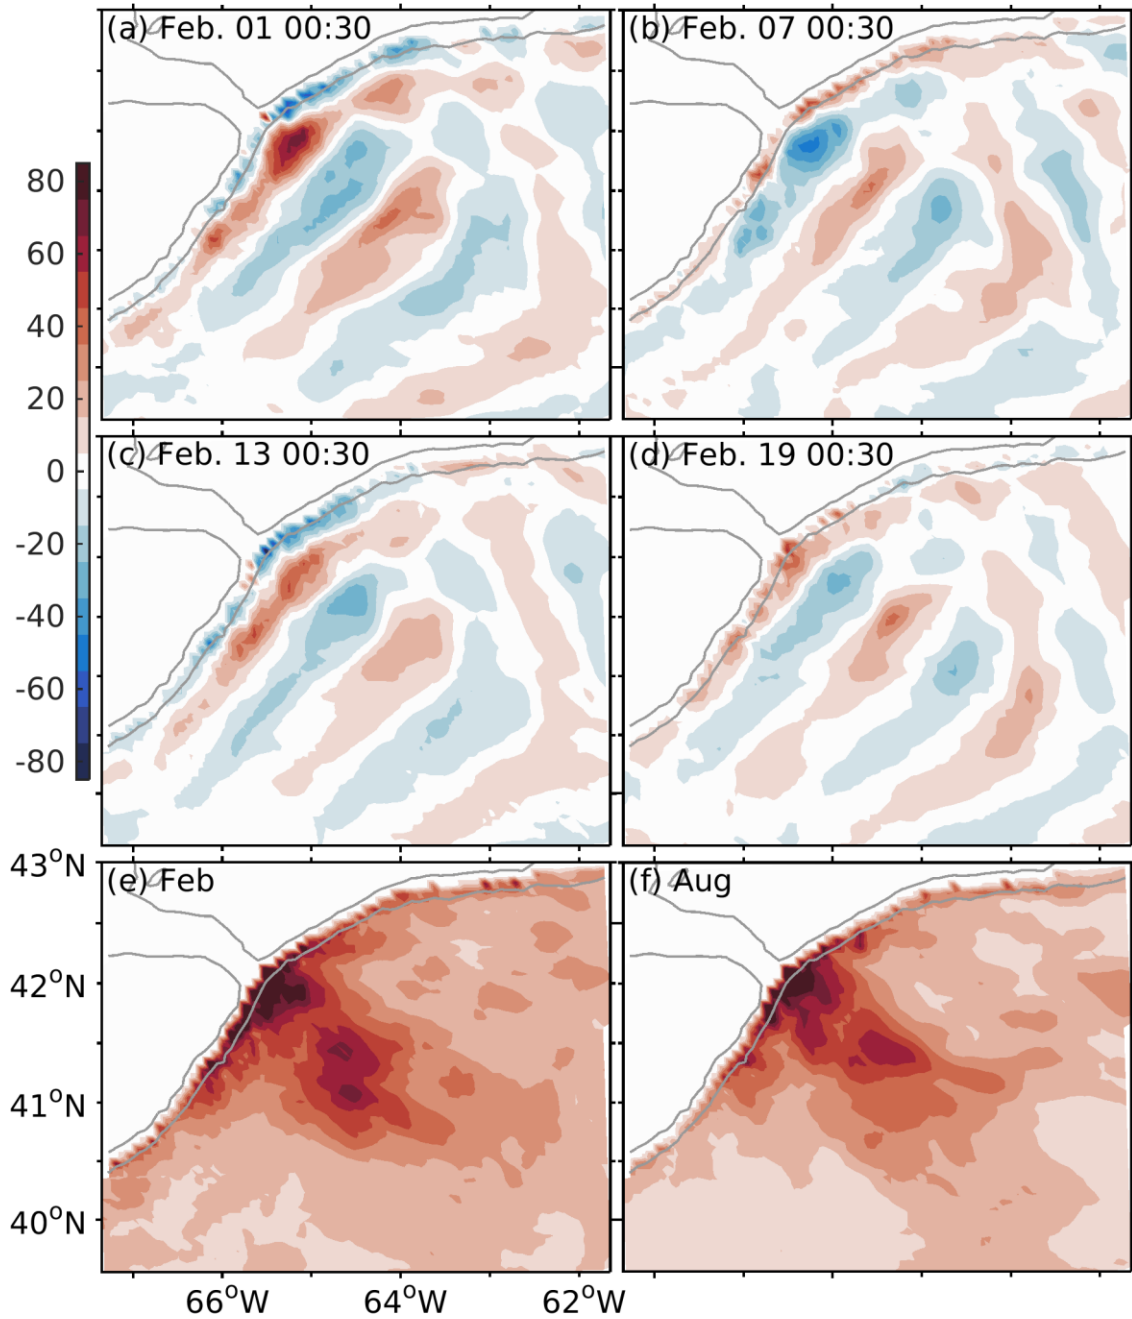 (a) Feb. 01 00:30
(b) Feb. 07 00:30
80
60
40
20
0
-20
-40
-60
-80
(c) Feb. 13 00:30
(d) Feb. 19 00:30
(e) Feb
(f) Aug
43°N
42°N
41°N
40°N
66°W
64°W
62°W